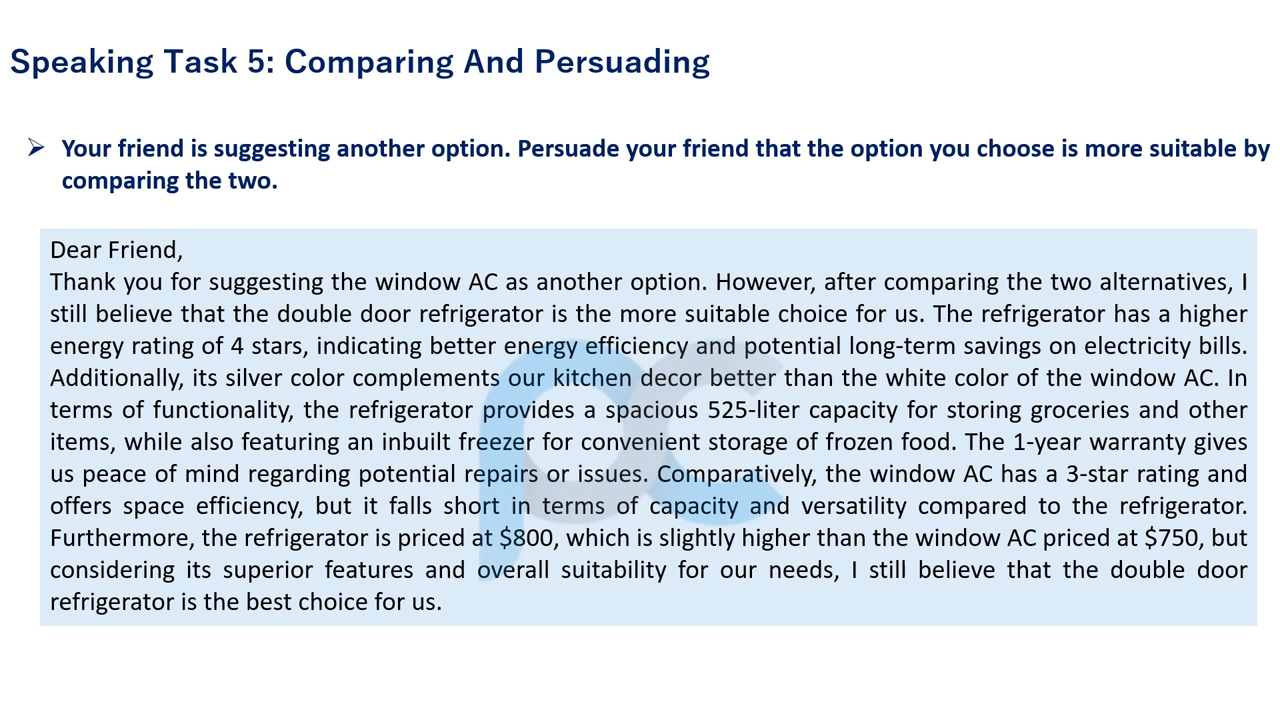 Speaking Task 5: Comparing And Persuading
➢ Your friend is suggesting another option. Persuade your friend that the option you choose is more suitable by
comparing the two.
Dear Friend,
Thank you for suggesting the window AC as another option. However, after comparing the two alternatives, I
still believe that the double door refrigerator is the more suitable choice for us. The refrigerator has a higher
energy rating of 4 stars, indicating better energy efficiency and potential long-term savings on electricity bills.
Additionally, its silver color complements our kitchen decor better than the white color of the window AC. In
terms of functionality, the refrigerator provides a spacious 525-liter capacity for storing groceries and other
items, while also featuring an inbuilt freezer for convenient storage of frozen food. The 1-year warranty gives
us peace of mind regarding potential repairs or issues. Comparatively, the window AC has a 3-star rating and
offers space efficiency, but it falls short in terms of capacity and versatility compared to the refrigerator.
Furthermore, the refrigerator is priced at $800, which is slightly higher than the window AC priced at $750, but
considering its superior features and overall suitability for our needs, I still believe that the double door
refrigerator is the best choice for us.